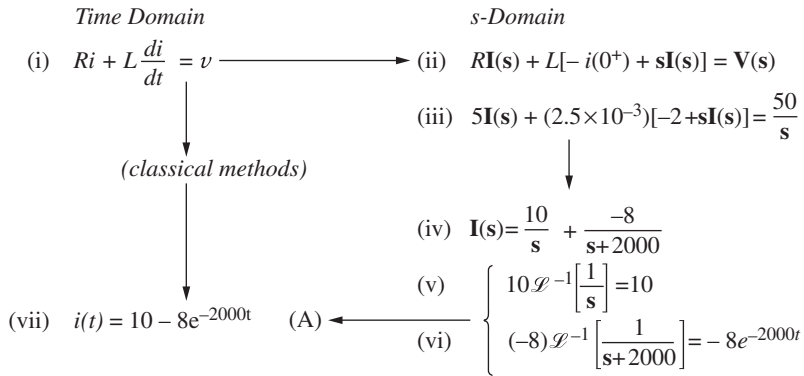 Time Domain s-Domain
(i) Ri + L di/dt = v (ii) RI(s) + L[– i(0⁺) + sI(s)] = V(s)
(iii) 5I(s) + (2.5×10⁻³)[–2+sI(s)] = 50/s
(classical methods)
(iv) I(s) = 10/s + –8/(s+2000)
(v) 10ℒ⁻¹[1/s] =10
(vii) i(t) = 10 – 8e^–2000t (A)
(vi) (–8)ℒ⁻¹[1/(s+2000)] = – 8e^–2000t